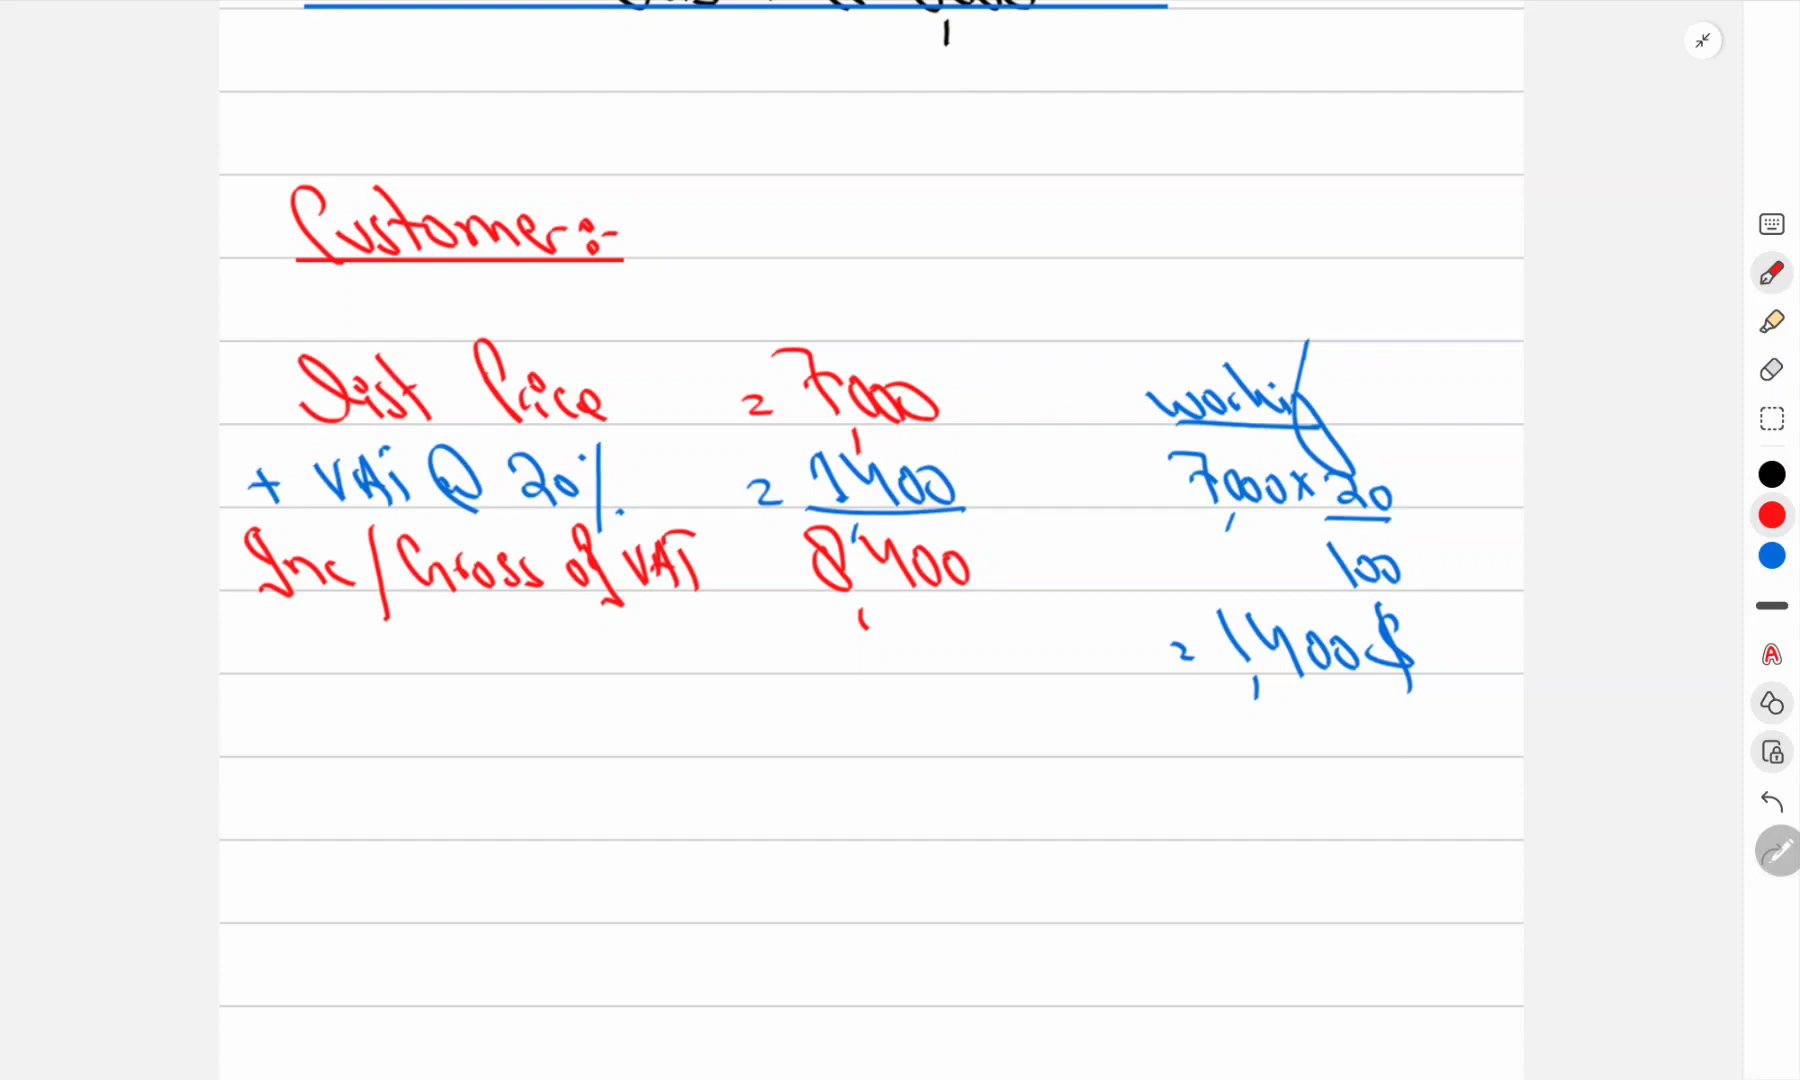 Customer:-
List Price = 7,000
+ VAT @ 20% = 1,400
Inc/Gross of VAT 8,400
working
7,000 x 20
100
= 1,400$
A